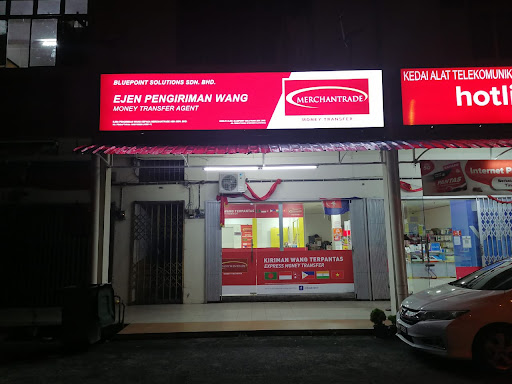 BLUEPOINT SOLUTIONS SDN. BHD.
EJEN PENGIRIMAN WANG
MONEY TRANSFER AGENT
MERCHANTRADE
MONEY TRANSFER
KEDAI ALAT TELEKOMUNIK
hotli
Internet P
KIRIMAN WANG TERPANTAS
EXPRESS MONEY TRANSFER